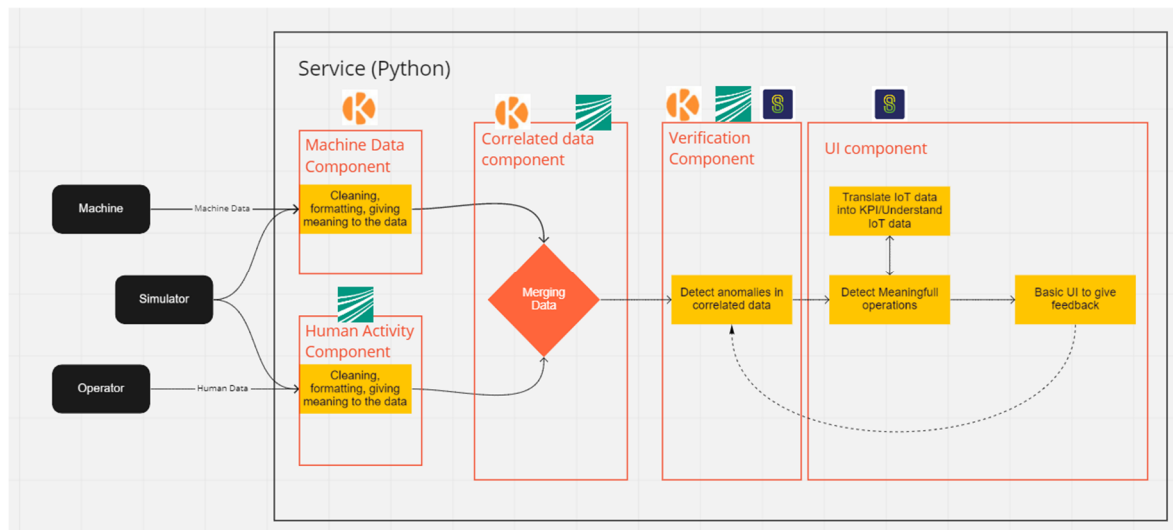 Service (Python)
Machine Data
Component
Cleaning,
formatting, giving
meaning to the data
Machine
Machine Data
Simulator
Human Activity
Component
Cleaning,
formatting, giving
meaning to the data
Operator
Human Data
Correlated data
component
Merging
Data
Verification
Component
Detect anomalies in
correlated data
UI component
Translate IoT data
into KPI/Understand
IoT data
Detect Meaningfull
operations
Basic UI to give
feedback